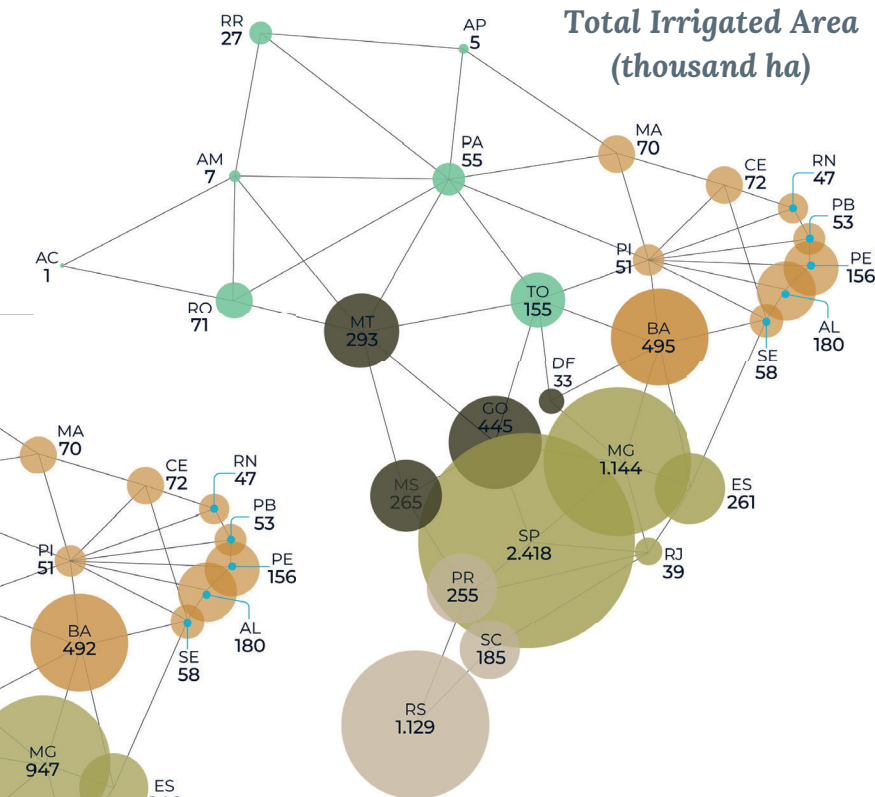 Total Irrigated Area
(thousand ha)
RR
27
AP
5
AM
7
PA
55
MA
70
CE
72
RN
47
PB
53
AC
1
RO
71
MT
293
TO
155
PI
51
PE
156
BA
495
AL
180
SE
58
DF
33
GO
445
MG
1.144
MS
265
ES
261
SP
2.418
RJ
39
PR
255
SC
185
RS
1.129
MA
70
CE
72
RN
47
PB
53
PI
51
PE
156
BA
492
AL
180
SE
58
MG
947
ES